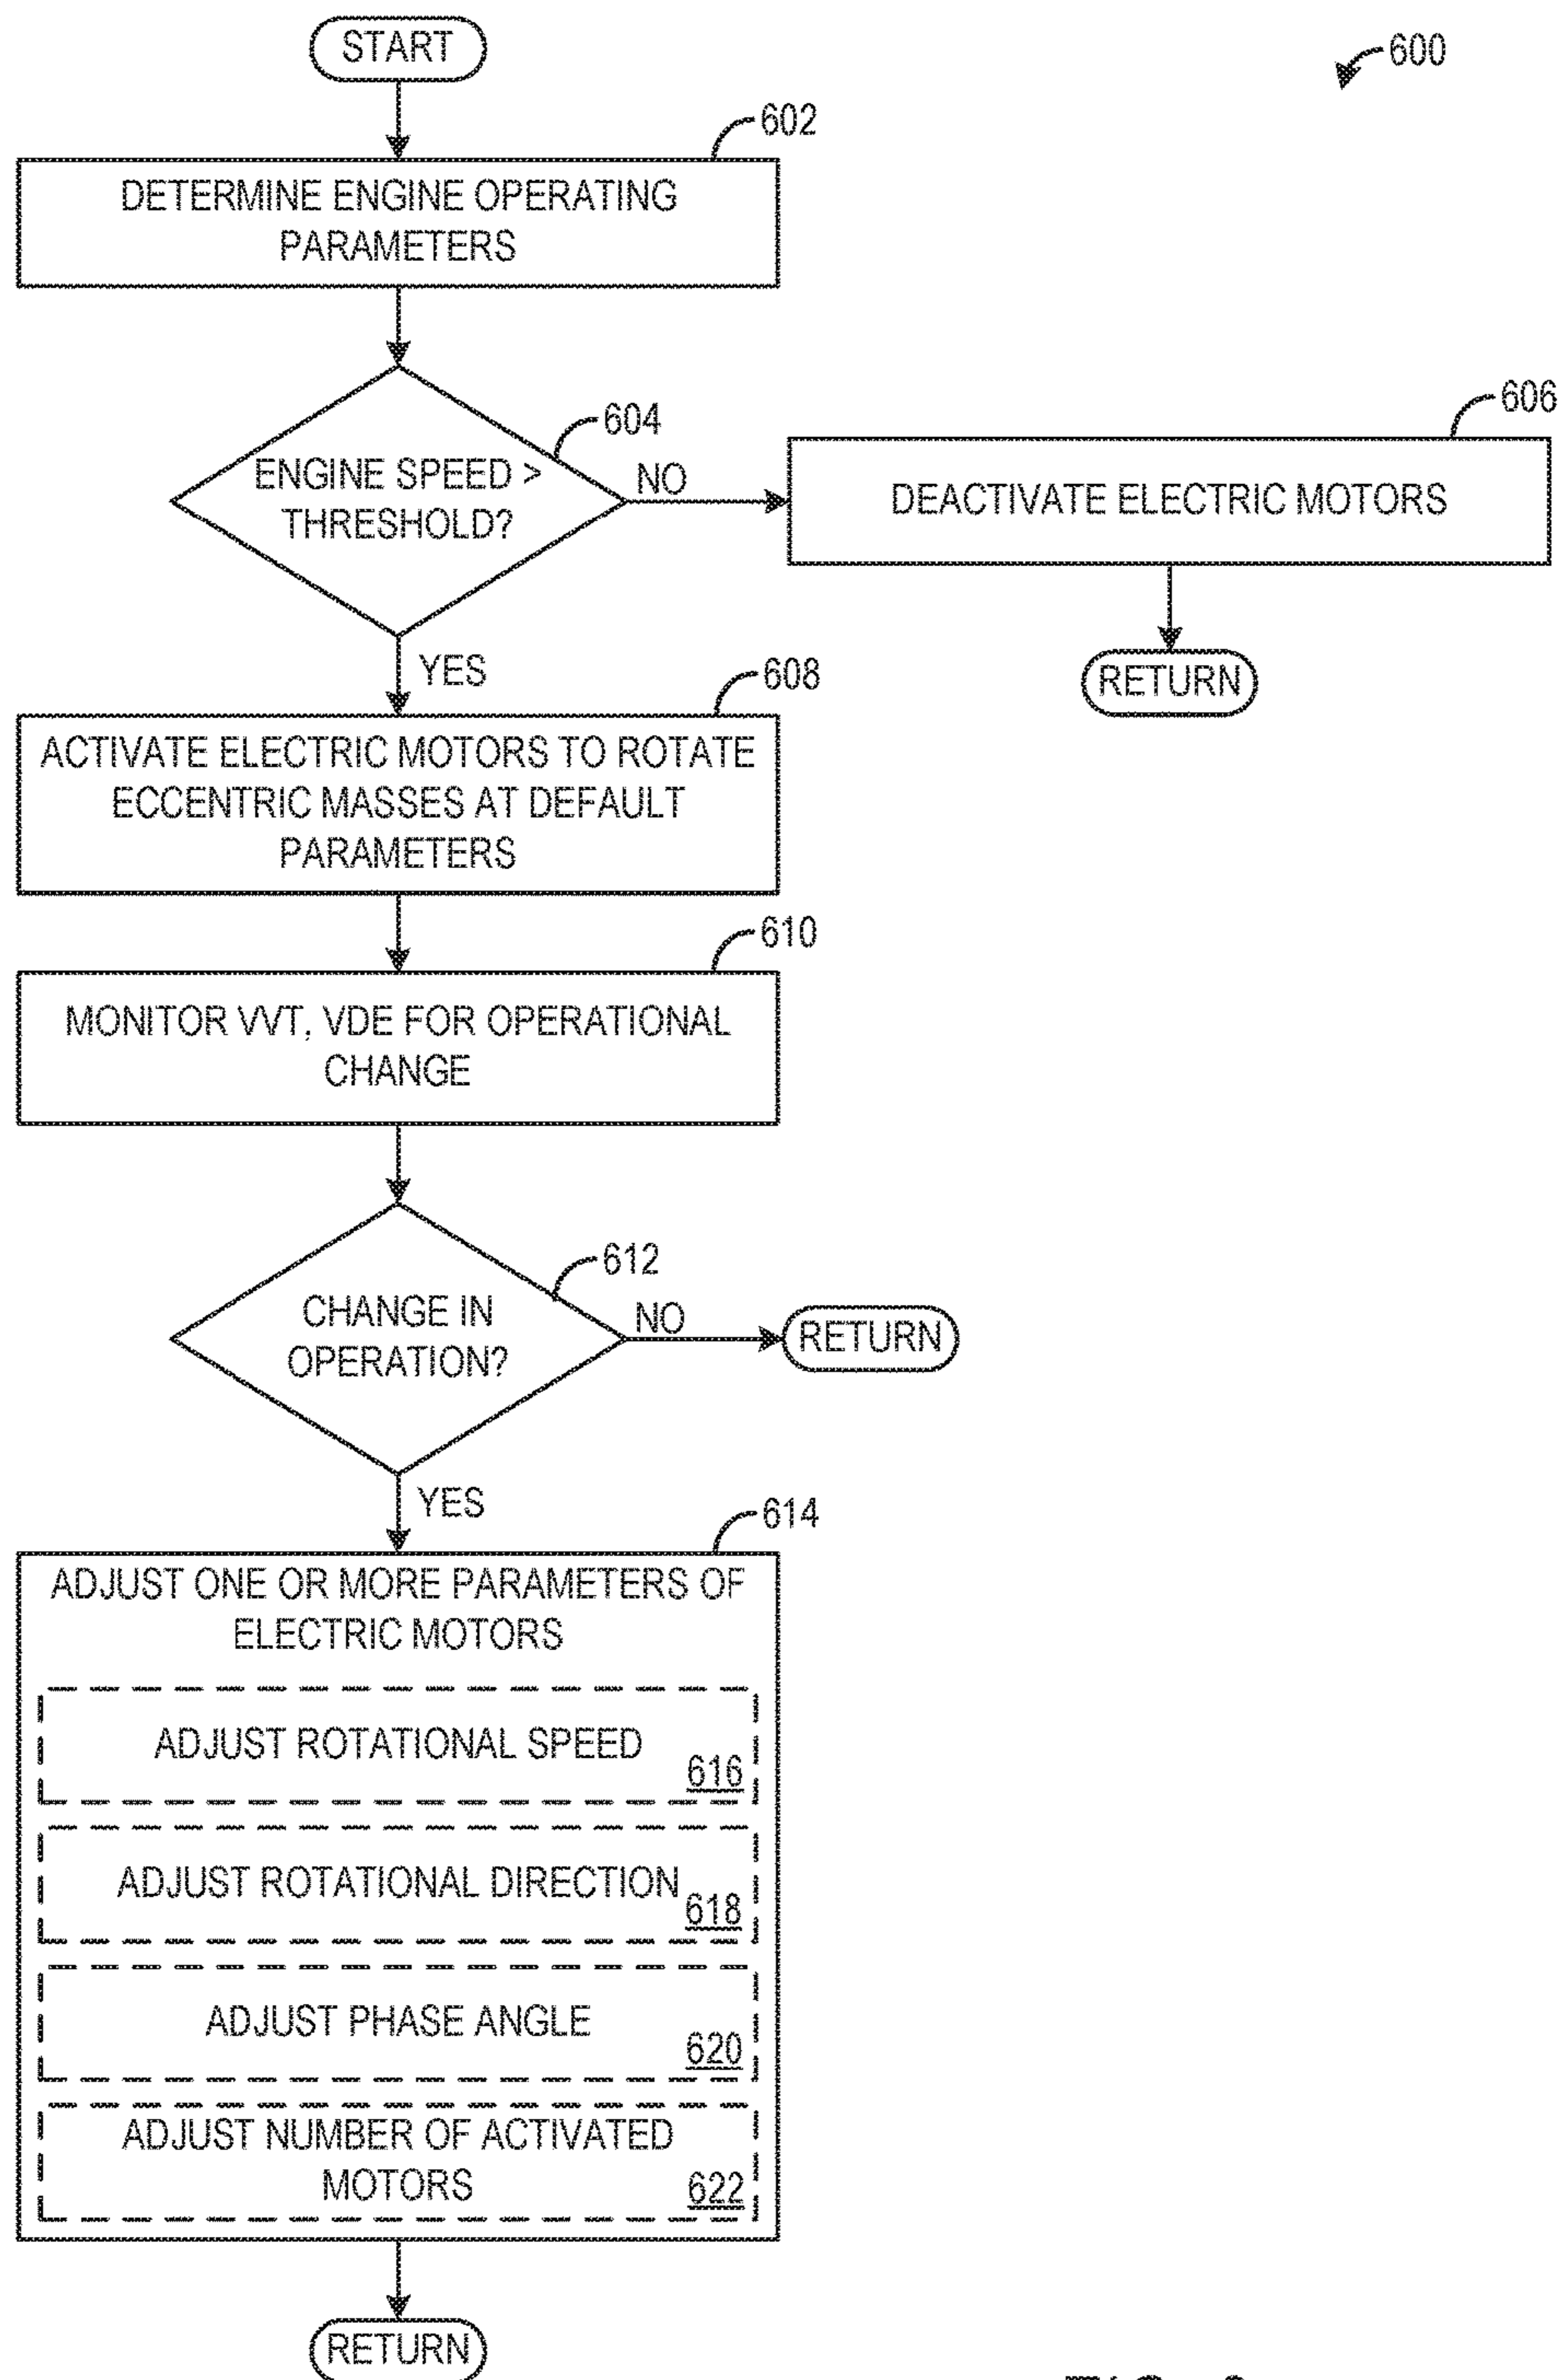 START
600
602
DETERMINE ENGINE OPERATING
PARAMETERS
604
ENGINE SPEED >
THRESHOLD?
NO
606
DEACTIVATE ELECTRIC MOTORS
RETURN
YES
608
ACTIVATE ELECTRIC MOTORS TO ROTATE
ECCENTRIC MASSES AT DEFAULT
PARAMETERS
610
MONITOR VVT, VDE FOR OPERATIONAL
CHANGE
612
CHANGE IN
OPERATION?
NO
RETURN
YES
614
ADJUST ONE OR MORE PARAMETERS OF
ELECTRIC MOTORS
ADJUST ROTATIONAL SPEED
616
ADJUST ROTATIONAL DIRECTION
618
ADJUST PHASE ANGLE
620
ADJUST NUMBER OF ACTIVATED
MOTORS
622
RETURN